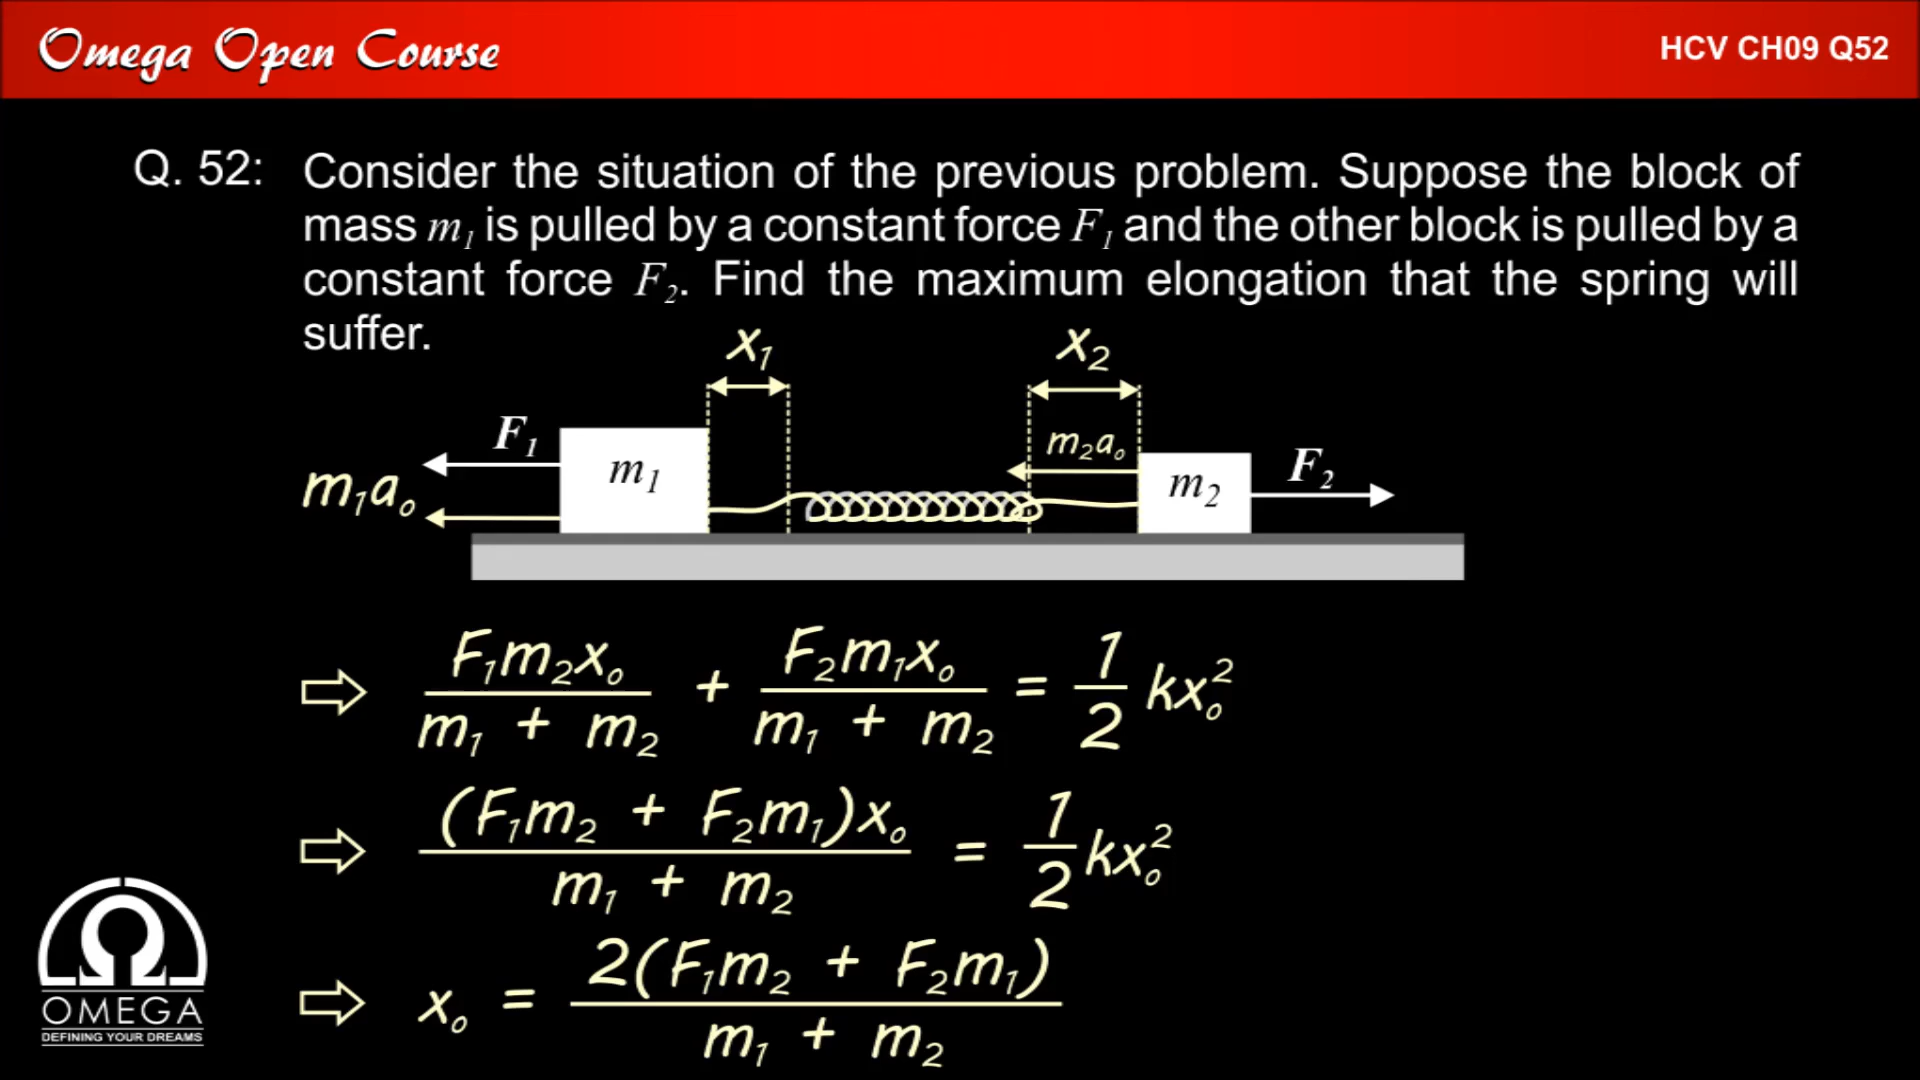 Omega Open Course
HCV CH09 Q52
Q. 52: Consider the situation of the previous problem. Suppose the block of
mass m₁ is pulled by a constant force F₁ and the other block is pulled by a
constant force F₂. Find the maximum elongation that the spring will
suffer.
x₁ x₂
F₁ m₁ m₂a₀ m₂ F₂
m₁a₀
⇨ F₁m₂x₀/(m₁ + m₂) + F₂m₁x₀/(m₁ + m₂) = 1/2 kx₀²
⇨ (F₁m₂ + F₂m₁)x₀/(m₁ + m₂) = 1/2 kx₀²
⇨ x₀ = 2(F₁m₂ + F₂m₁)/(m₁ + m₂)
OMEGA
DEFINING YOUR DREAMS